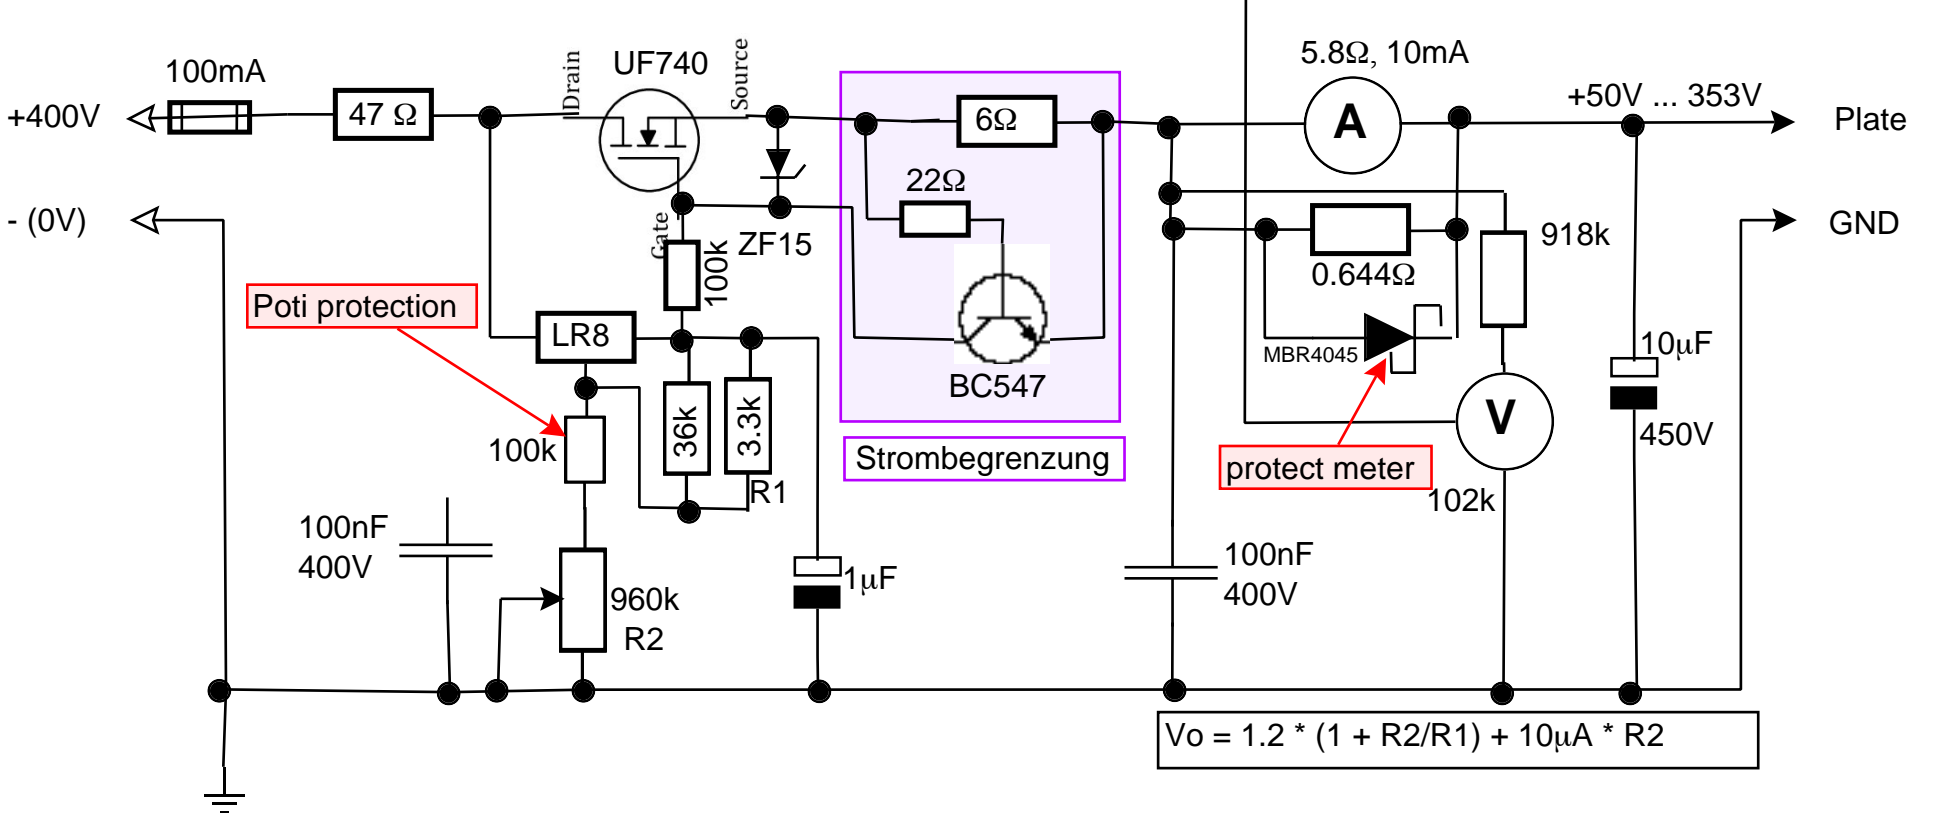 100mA
+400V
47 Ω
Drain
UF740
Source
6Ω
5.8Ω, 10mA
A
+50V ... 353V
Plate
- (0V)
22Ω
Gate
100k
ZF15
BC547
Strombegrenzung
918k
0.644Ω
MBR4045
GND
Poti protection
LR8
100k
36k
3.3k
R1
protect meter
V
102k
10µF
450V
100nF
400V
960k
R2
1µF
100nF
400V
Vo = 1.2 * (1 + R2/R1) + 10µA * R2